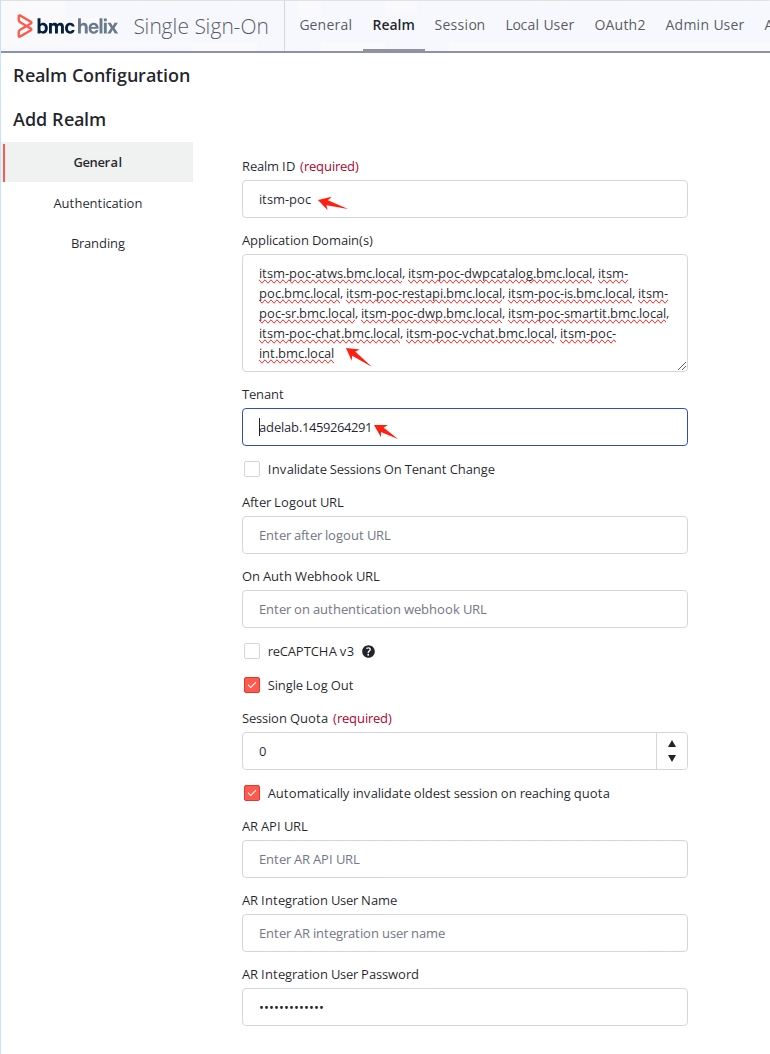 bmc helix Single Sign-On General Realm Session Local User OAuth2 Admin User
Realm Configuration
Add Realm
General
Authentication
Branding
Realm ID (required)
itsm-poc
Application Domain(s)
itsm-poc-atws.bmc.local, itsm-poc-dwpcatalog.bmc.local, itsm-
poc.bmc.local, itsm-poc-restapi.bmc.local, itsm-poc-is.bmc.local, itsm-
poc-sr.bmc.local, itsm-poc-dwp.bmc.local, itsm-poc-smartit.bmc.local,
itsm-poc-chat.bmc.local, itsm-poc-vchat.bmc.local, itsm-poc-
int.bmc.local
Tenant
adelab.1459264291
Invalidate Sessions On Tenant Change
After Logout URL
Enter after logout URL
On Auth Webhook URL
Enter on authentication webhook URL
reCAPTCHA v3 ?
Single Log Out
Session Quota (required)
0
Automatically invalidate oldest session on reaching quota
AR API URL
Enter AR API URL
AR Integration User Name
Enter AR integration user name
AR Integration User Password
•••••••••••••